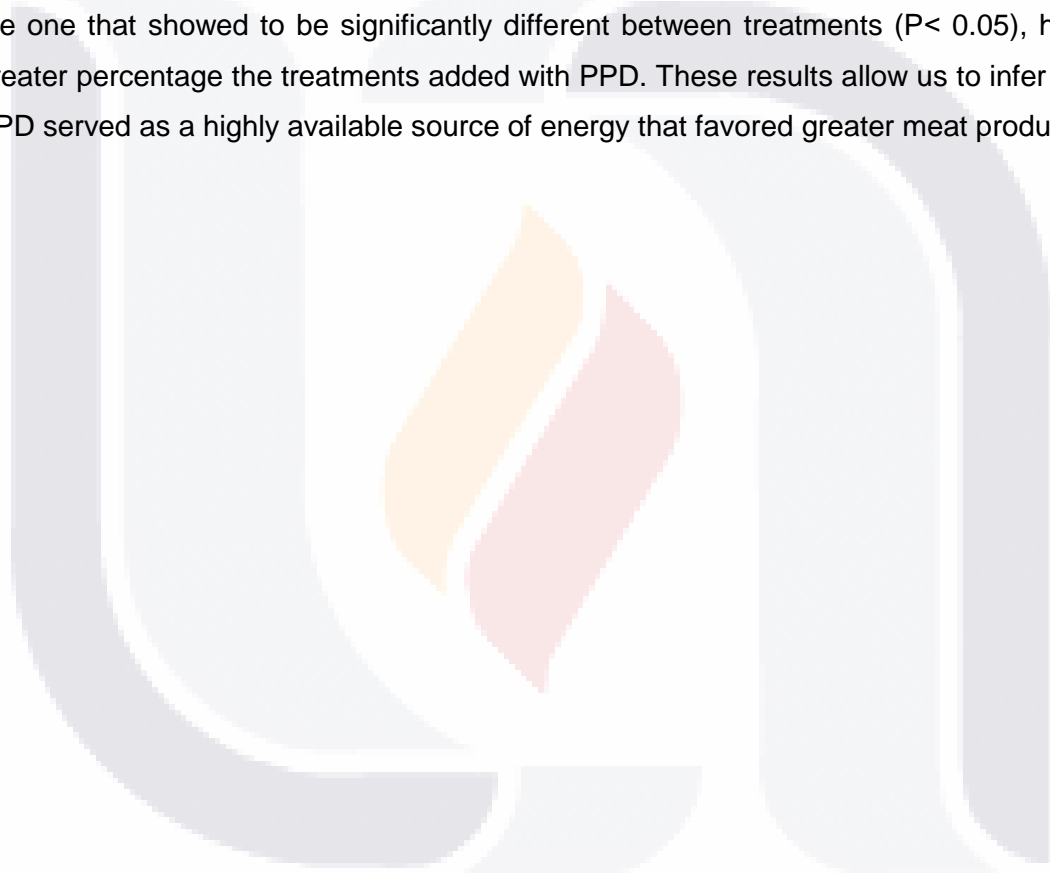 e one that showed to be significantly different between treatments (P< 0.05), h
reater percentage the treatments added with PPD. These results allow us to infer
PD served as a highly available source of energy that favored greater meat produ